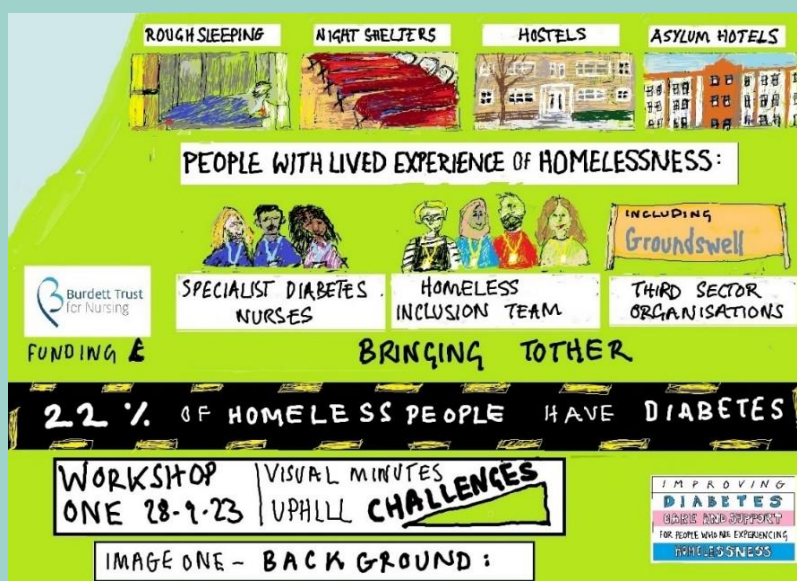 ROUGH SLEEPING
NIGHT SHELTERS
HOSTELS
ASYLUM HOTELS
PEOPLE WITH LIVED EXPERIENCE OF HOMELESSNESS:
INCLUDING
Groundswell
SPECIALIST DIABETES
NURSES
HOMELESS
INCLUSION TEAM
THIRD SECTOR
ORGANISATIONS
Burdett Trust
for Nursing
FUNDING £
BRINGING TOTHER
22% OF HOMELESS PEOPLE HAVE DIABETES
WORKSHOP
ONE 28-9-23
VISUAL MINUTES
UPHILL CHALLENGES
IMAGE ONE - BACKGROUND:
IMPROVING
DIABETES
CARE AND SUPPORT
FOR PEOPLE WHO ARE EXPERIENCING
HOMELESSNESS